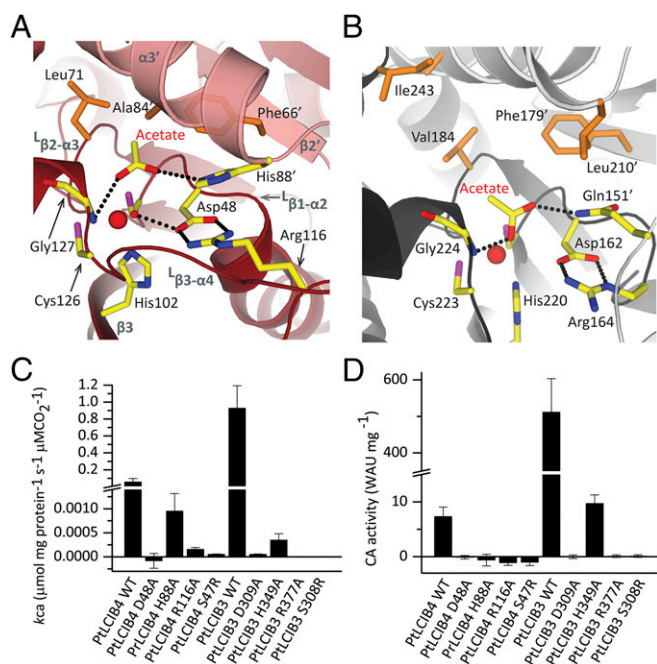 A
α3’
Leu71
Ala84’
Phe66’
Acetate
β2’
Lβ2-α3
His88’
Asp48
Lβ1-α2
Gly127
Arg116
Lβ3-α4
Cys126
His102
β3
B
Ile243
Phe179’
Val184
Leu210’
Acetate
Gln151’
Gly224
Asp162
Cys223
His220
Arg164
C
kca (μmol mg protein-1 s-1 μMCO2-1)
1.2
1.0
0.8
0.6
0.4
0.2
0.0010
0.0005
0.0000
PtLCIB4 WT
PtLCIB4 D48A
PtLCIB4 H88A
PtLCIB4 R116A
PtLCIB4 S47R
PtLCIB3 WT
PtLCIB3 D309A
PtLCIB3 H349A
PtLCIB3 R377A
PtLCIB3 S308R
D
CA activity (WAU mg -1)
600
400
10
0
PtLCIB4 WT
PtLCIB4 D48A
PtLCIB4 H88A
PtLCIB4 R116A
PtLCIB4 S47R
PtLCIB3 WT
PtLCIB3 D309A
PtLCIB3 H349A
PtLCIB3 R377A
PtLCIB3 S308R